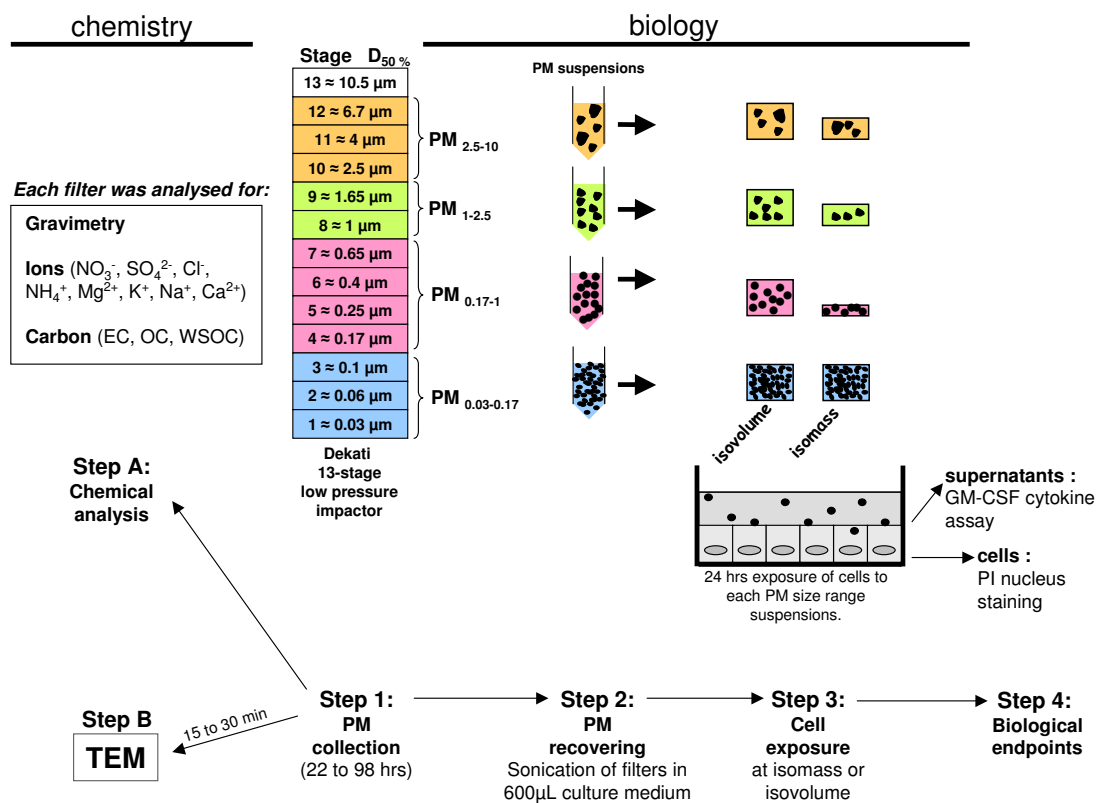 chemistry
biology
Stage D50 %
13 ≈ 10.5 µm
12 ≈ 6.7 µm
11 ≈ 4 µm
10 ≈ 2.5 µm
9 ≈ 1.65 µm
8 ≈ 1 µm
7 ≈ 0.65 µm
6 ≈ 0.4 µm
5 ≈ 0.25 µm
4 ≈ 0.17 µm
3 ≈ 0.1 µm
2 ≈ 0.06 µm
1 ≈ 0.03 µm
Dekati
13-stage
low pressure
impactor
PM 2.5-10
PM 1-2.5
PM 0.17-1
PM 0.03-0.17
PM suspensions
isovolume
isomass
Each filter was analysed for:
Gravimetry
Ions (NO3-, SO42-, Cl-,
NH4+, Mg2+, K+, Na+, Ca2+)
Carbon (EC, OC, WSOC)
supernatants :
GM-CSF cytokine
assay
cells :
PI nucleus
staining
24 hrs exposure of cells to
each PM size range
suspensions.
Step A:
Chemical
analysis
Step B
TEM
15 to 30 min
Step 1:
PM
collection
(22 to 98 hrs)
Step 2:
PM
recovering
Sonication of filters in
600µL culture medium
Step 3:
Cell
exposure
at isomass or
isovolume
Step 4:
Biological
endpoints